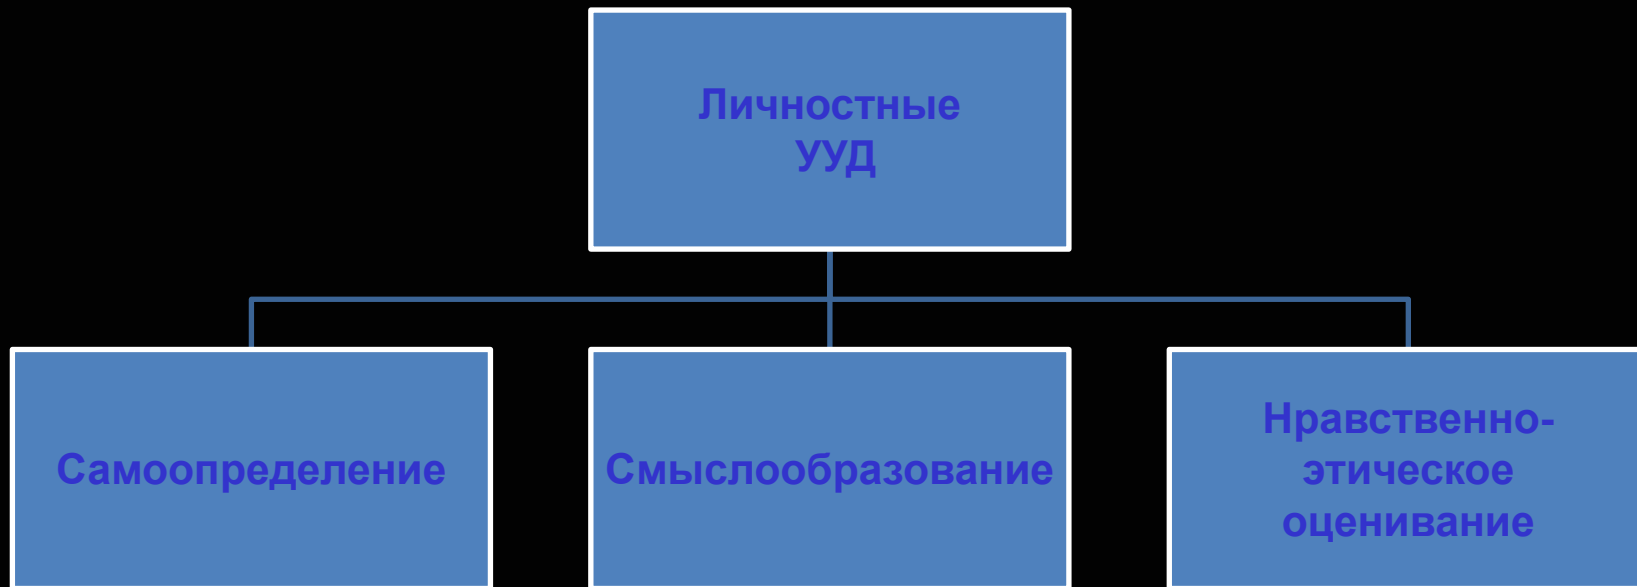 Личностные
УУД
Самоопределение
Смыслообразование
Нравственно-
этическое
оценивание